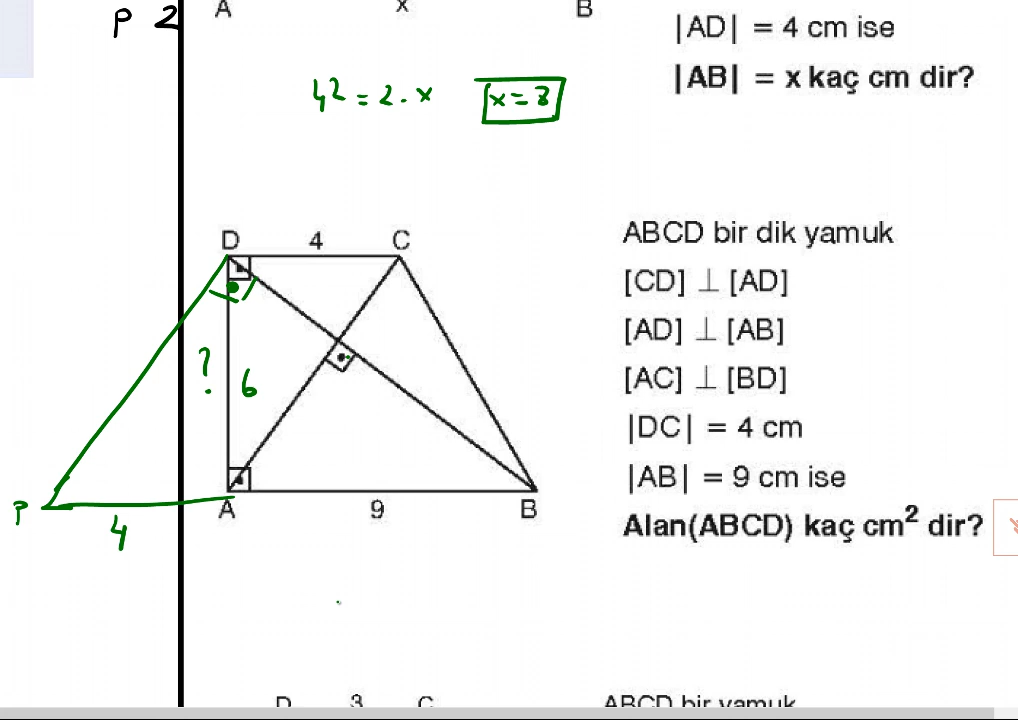 P 2 A x B
|AD| = 4 cm ise
|AB| = x kaç cm dir?
4² = 2 · x x = 8
D 4 C
? 6
P 4 A 9 B
ABCD bir dik yamuk
[CD] ⊥ [AD]
[AD] ⊥ [AB]
[AC] ⊥ [BD]
|DC| = 4 cm
|AB| = 9 cm ise
Alan(ABCD) kaç cm² dir?
D 3 C
ABCD bir yamuk